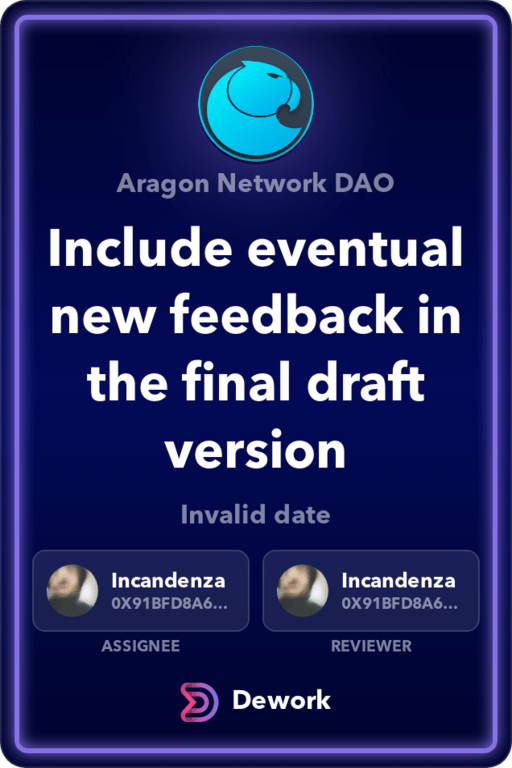 Aragon Network DAO
Include eventual
new feedback in
the final draft
version
Invalid date
Incandenza
0X91BFD8A6...
ASSIGNEE
Incandenza
0X91BFD8A6...
REVIEWER
Dework